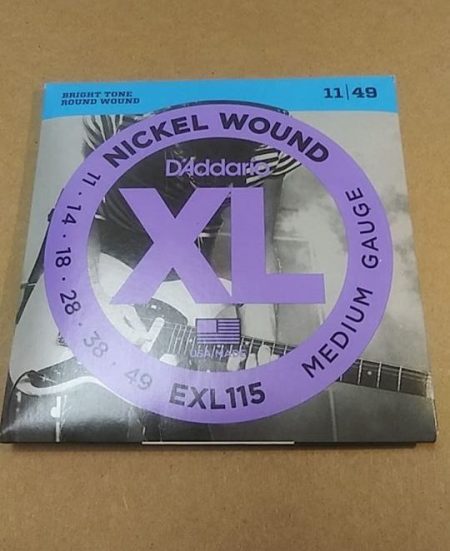 BRIGHT TONE
ROUND WOUND
11|49
NICKEL WOUND
D'Addario
XL
11 · 14 · 18 · 28 · 38 · 49
MEDIUM GAUGE
USA MADE
EXL115